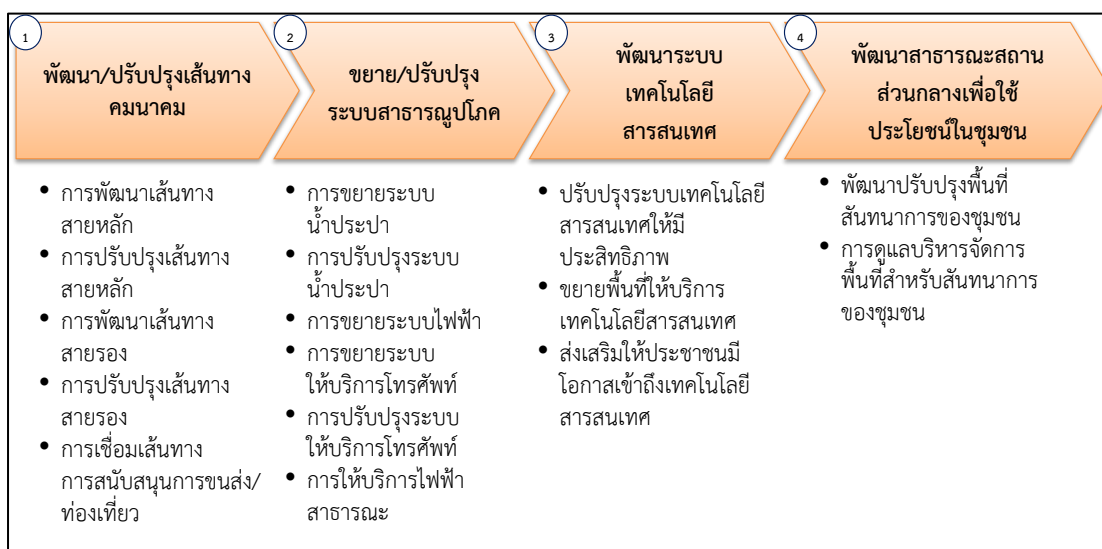 1
พัฒนา/ปรับปรุงเส้นทาง
คมนาคม
2
ขยาย/ปรับปรุง
ระบบสาธารณูปโภค
3
พัฒนาระบบ
เทคโนโลยี
สารสนเทศ
4
พัฒนาสาธารณะสถาน
ส่วนกลางเพื่อใช้
ประโยชน์ในชุมชน
• การพัฒนาเส้นทาง
สายหลัก
• การปรับปรุงเส้นทาง
สายหลัก
• การพัฒนาเส้นทาง
สายรอง
• การปรับปรุงเส้นทาง
สายรอง
• การเชื่อมเส้นทาง
การสนับสนุนการขนส่ง/
ท่องเที่ยว
• การขยายระบบ
น้ำประปา
• การปรับปรุงระบบ
น้ำประปา
• การขยายระบบไฟฟ้า
• การขยายระบบ
ให้บริการโทรศัพท์
• การปรับปรุงระบบ
ให้บริการโทรศัพท์
• การให้บริการไฟฟ้า
สาธารณะ
• ปรับปรุงระบบเทคโนโลยี
สารสนเทศให้มี
ประสิทธิภาพ
• ขยายพื้นที่ให้บริการ
เทคโนโลยีสารสนเทศ
• ส่งเสริมให้ประชาชนมี
โอกาสเข้าถึงเทคโนโลยี
สารสนเทศ
• พัฒนาปรับปรุงพื้นที่
สันทนาการของชุมชน
• การดูแลบริหารจัดการ
พื้นที่สำหรับสันทนาการ
ของชุมชน